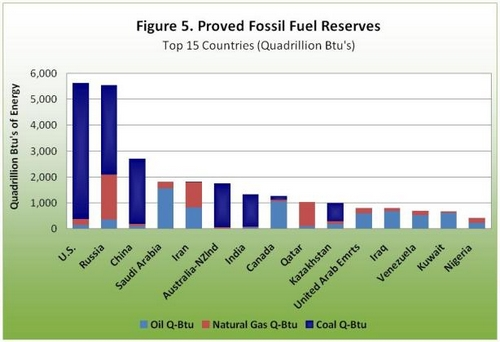 Figure 5. Proved Fossil Fuel Reserves
Top 15 Countries (Quadrillion Btu's)
Quadrillion Btu's of Energy
6,000
5,000
4,000
3,000
2,000
1,000
0
U.S.
Russia
China
Saudi Arabia
Iran
Australia-NZInd
India
Canada
Qatar
Kazakhstan
United Arab Emrts
Iraq
Venezuela
Kuwait
Nigeria
Oil Q-Btu Natural Gas Q-Btu Coal Q-Btu